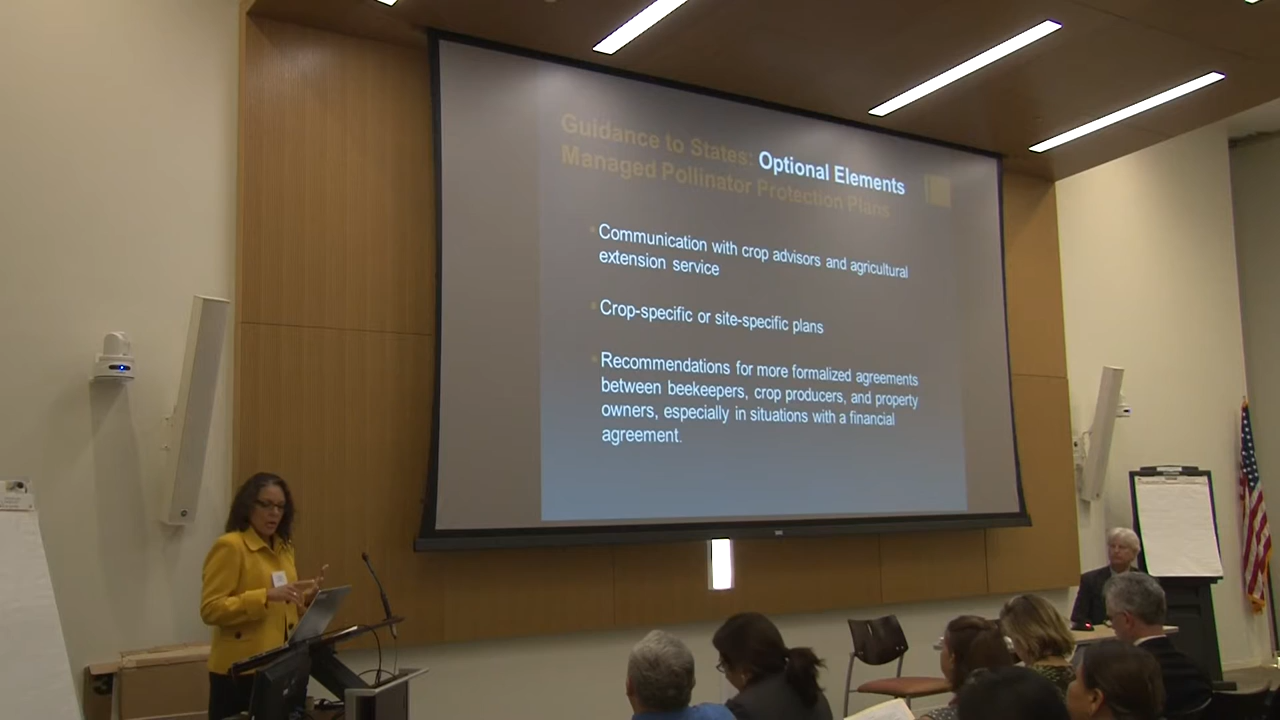 Guidance to States: Optional Elements
Managed Pollinator Protection Plans
Communication with crop advisors and agricultural
extension service
Crop-specific or site-specific plans
Recommendations for more formalized agreements
between beekeepers, crop producers, and property
owners, especially in situations with a financial
agreement.